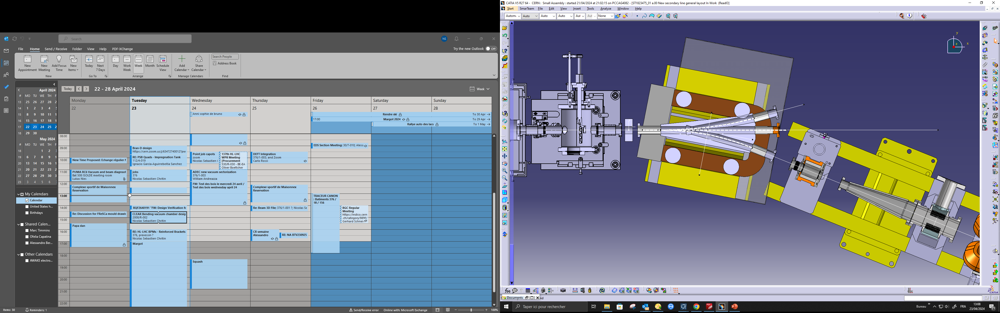 Search
NS
File Home Send / Receive Folder View Help PDF-XChange
Try the new Outlook Off
New Appointment
New Meeting
Add Focus Time
New Items
Today
Next 7 Days
Day
Work Week
Week
Month
Schedule View
Add Calendar
Share Calendar
Search People
Address Book
New
Go To
Arrange
Manage Calendars
Find
April 2024
# MO TU WE TH F
13 25 26 27 28 2
14 1 2 3 4
15 8 9 10 11 1
16 15 16 17 18 1
17 22 23 24 25 2
18 29 30
May 2024
# MO TU WE TH F
18 1 2
19 6 7 8 9 1
20 13 14 15 16 1
21 20 21 22 23 2
22 27 28 29 30 3
23 3 4 5 6
My Calendars
Calendar
United States h...
Birthdays
Shared Calen...
Marc Timmins
Ofelia Capatina
Alessandro Ber...
Other Calendars
AWAKE electro...
Today
22 - 28 April 2024
Week
Monday Tuesday Wednesday Thursday Friday Saturday Sunday
22 23 24 25 26 27 28
Anni sophie de bruno
Rendre ski
To 30 Apr
17:00
Margot 2024
To 29 Apr
Rallye auto des lacs
To 1 May
08:00
09:00
10:00
11:00
12:00
13:00
14:00
15:00
16:00
17:00
18:00
19:00
20:00
21:00
22:00
New Time Proposed: Echange régulier
PUMA RC6 Vacuum and beam diagnsot
Bat 508 ISOLDE meeting room
Lukas Nies
Complexe sportif de Maisonnex
Reservation
Re: Discussion for FReSCa mould drawi
Papa dan
Bran-D design
https://cern.zoom.us/j/63472740012?pw
RE: PSB Quads - Impregnation Tank
112/4-019
Ignacio Garcia-Aguirrebeitia Sanchez
jobs
376
Nicolas Sebastien Chritin
RQF2640191 "FW: Design Verification fo
CLEAR Bending vacuum chamber desig
2008/R-002
Nicolas Sebastien Chritin
RE: HL-LHC BPMs - Reinforced Brackets
376, prevessin ?
Nicolas Sebastien Chritin
Margot
Point job capots
zoom
Nicolas Sebastien
137th HL-LHC
WP8 Meeting
[Procurement
530/R-030 - BE-EA
Oliver Boettcher
ADEC new vacuum sectorization
376/1-003
William Andreazza
FW: Test des bois le mercredi 24 avril /
Test des bois wednesday april 24
Squash
DEFT Integration
376/1-003; and Zoom
Carlo Rossi
Complexe sportif de Maisonnex
Reservation
Re: Beam 3D File; 376/1-001 ?; Nicolas Se
CR semaine
Alessandro
RE: NA BTV230925
EDS Section Meeting; 30/7-010; Aless
TRACEUR CANON
: Batiments 376 /
18 / 156
BGC Regular
Meeting
https://indico.cern
.ch/category/9896/
Gerhard Schnei
Items: 30
Reminders: 1
Send/Receive error
Online with: Microsoft Exchange
100%
CATIA V5 R27 64 - CERN : Small Assembly : started 21/04/2024 at 21:02:15 on PCCAG4082 - [ST1823475_01 a.00 New secondary line general layout In Work (ReadO]
Start SmarTeam File Edit View Insert Tools Analyze Window Help
Autom Auto Auto Auto Aut Aut None
y
x
z
f(x)
Documents
nd
CATIA
Taper ici pour rechercher
Bureau
FRA
13:08
23/04/2024
21